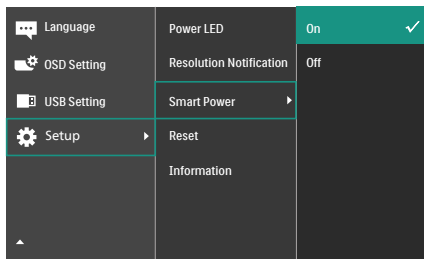 Language
OSD Setting
USB Setting
Setup
Power LED
Resolution Notification
Smart Power
Reset
Information
On
Off